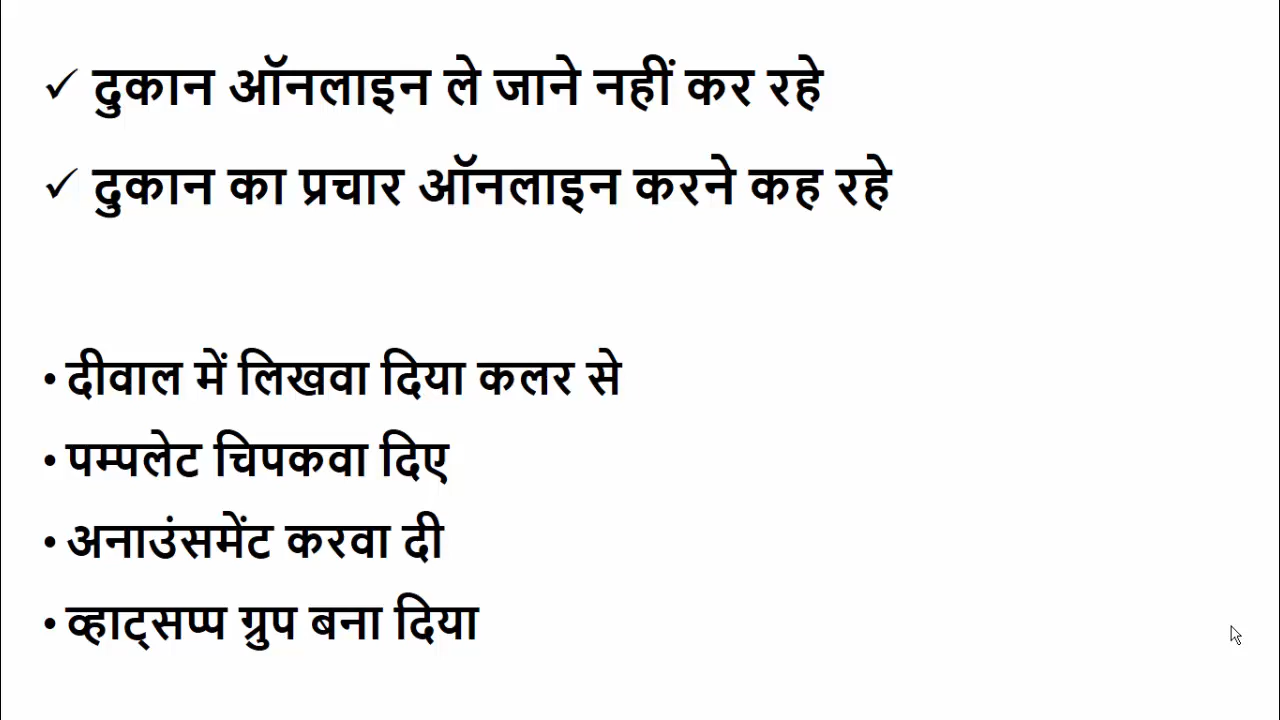 ✓ दुकान ऑनलाइन ले जाने नहीं कर रहे
✓ दुकान का प्रचार ऑनलाइन करने कह रहे
• दीवाल में लिखवा दिया कलर से
• पम्पलेट चिपकवा दिए
• अनाउंसमेंट करवा दी
• व्हाट्सप्प ग्रुप बना दिया